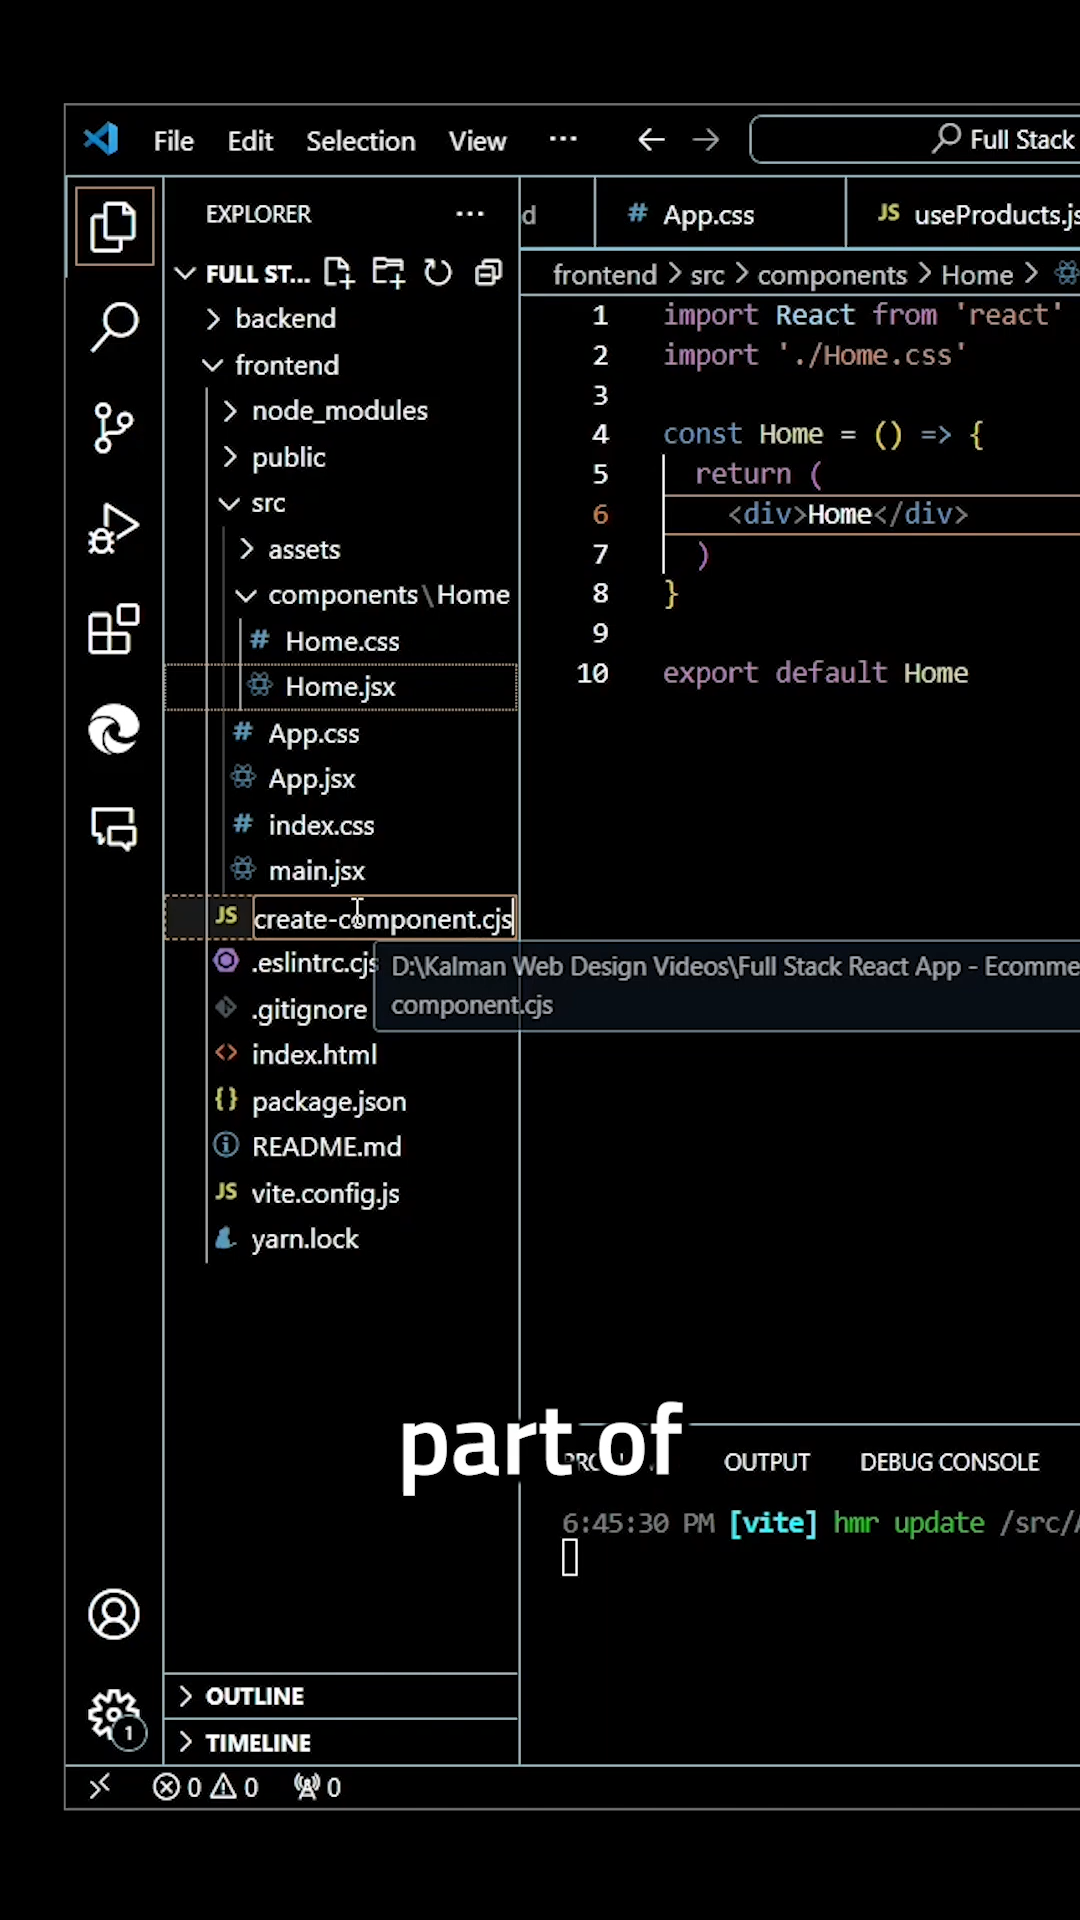 File Edit Selection View ··· Full Stack
EXPLORER ···
FULL ST...
backend
frontend
node_modules
public
src
assets
components\Home
# Home.css
Home.jsx
# App.css
App.jsx
# index.css
main.jsx
JS create-component.cjs
.eslintrc.cjs
.gitignore
<> index.html
{} package.json
README.md
JS vite.config.js
yarn.lock
OUTLINE
TIMELINE
d # App.css JS useProducts.js
frontend > src > components > Home >
1 import React from 'react'
2 import './Home.css'
3
4 const Home = () => {
5 return (
6 <div>Home</div>
7 )
8 }
9
10 export default Home
D:\Kalman Web Design Videos\Full Stack React App - Ecomme
component.cjs
part of
OUTPUT DEBUG CONSOLE
6:45:30 PM [vite] hmr update /src/A
1
0 0 0